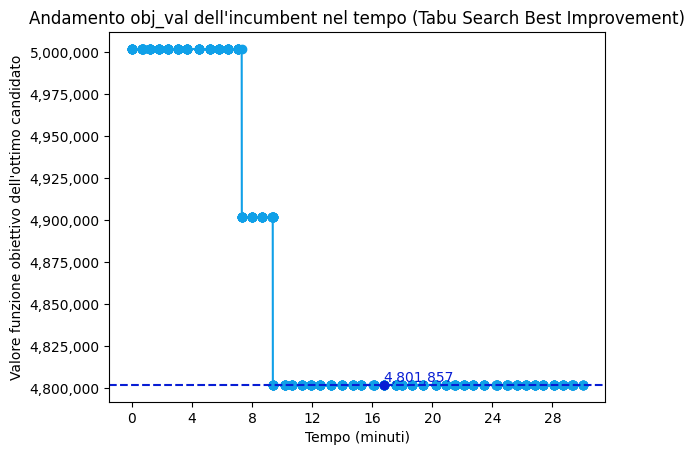 Andamento obj_val dell'incumbent nel tempo (Tabu Search Best Improvement)
Valore funzione obiettivo dell'ottimo candidato
5,000,000
4,975,000
4,950,000
4,925,000
4,900,000
4,875,000
4,850,000
4,825,000
4,800,000
4,801,857
0 4 8 12 16 20 24 28
Tempo (minuti)